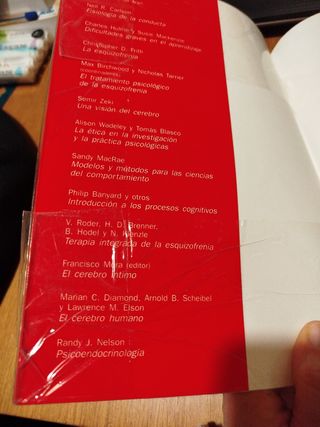 Neil R. Carlson
Fisiología de la conducta
Charles Hulme y Susie Mackenzie
Dificultades graves en el aprendizaje
Christopher D. Frith
La esquizofrenia
Max Birchwood y Nicholas Tarrier
El tratamiento psicológico
de la esquizofrenia
Semir Zeki
Una visión del cerebro
Alison Wadeley y Tomás Blasco
La ética en la investigación
y la práctica psicológicas
Sandy MacRae
Modelos y métodos para las ciencias
del comportamiento
Philip Banyard y otros
Introducción a los procesos cognitivos
V. Roder, H. D. Brenner,
B. Hodel y N. Kienzle
Terapia integrada de la esquizofrenia
Francisco Mora (editor)
El cerebro íntimo
Marian C. Diamond, Arnold B. Scheibel
y Lawrence M. Elson
El cerebro humano
Randy J. Nelson
Psicoendocrinología